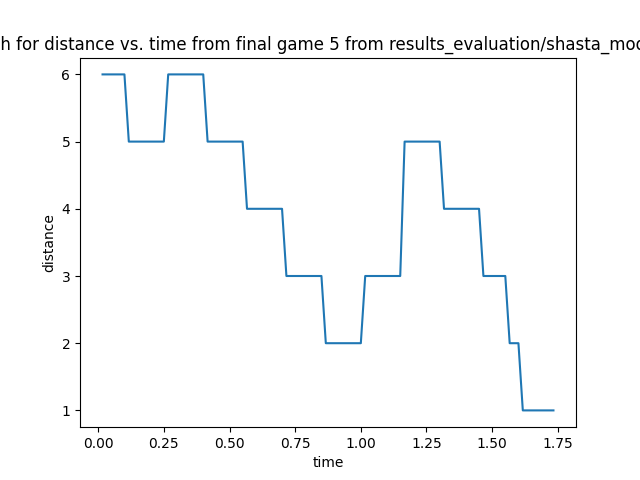 h for distance vs. time from final game 5 from results_evaluation/shasta_mo
distance
6
5
4
3
2
1
0.00 0.25 0.50 0.75 1.00 1.25 1.50 1.75
time